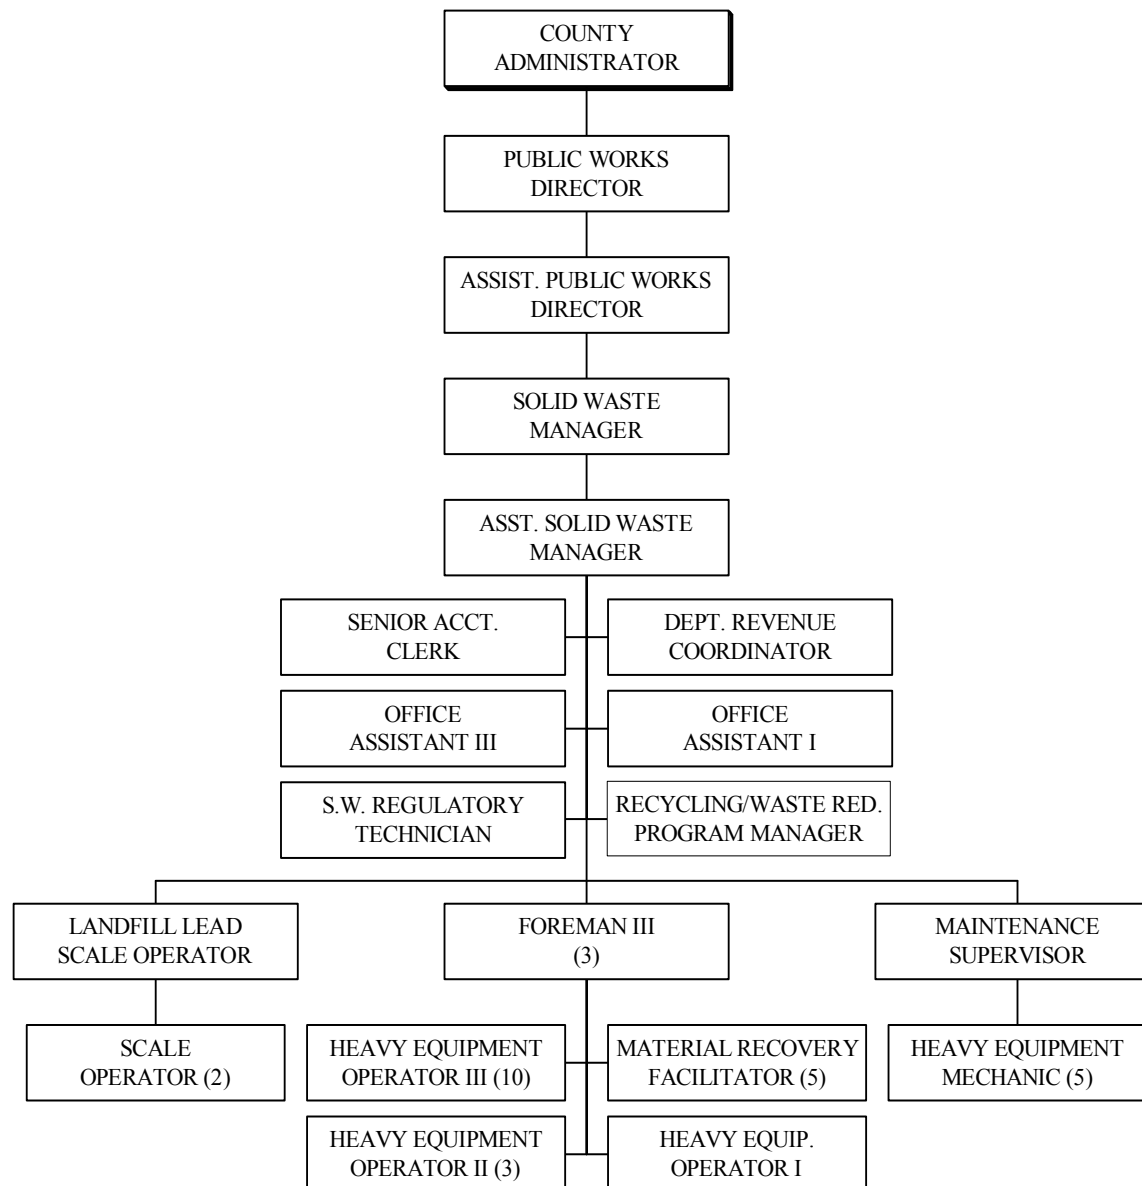 COUNTY
ADMINISTRATOR
PUBLIC WORKS
DIRECTOR
ASSIST. PUBLIC WORKS
DIRECTOR
SOLID WASTE
MANAGER
ASST. SOLID WASTE
MANAGER
SENIOR ACCT.
CLERK
DEPT. REVENUE
COORDINATOR
OFFICE
ASSISTANT III
OFFICE
ASSISTANT I
S.W. REGULATORY
TECHNICIAN
RECYCLING/WASTE RED.
PROGRAM MANAGER
LANDFILL LEAD
SCALE OPERATOR
FOREMAN III
(3)
MAINTENANCE
SUPERVISOR
SCALE
OPERATOR (2)
HEAVY EQUIPMENT
OPERATOR III (10)
MATERIAL RECOVERY
FACILITATOR (5)
HEAVY EQUIPMENT
MECHANIC (5)
HEAVY EQUIPMENT
OPERATOR II (3)
HEAVY EQUIP.
OPERATOR I